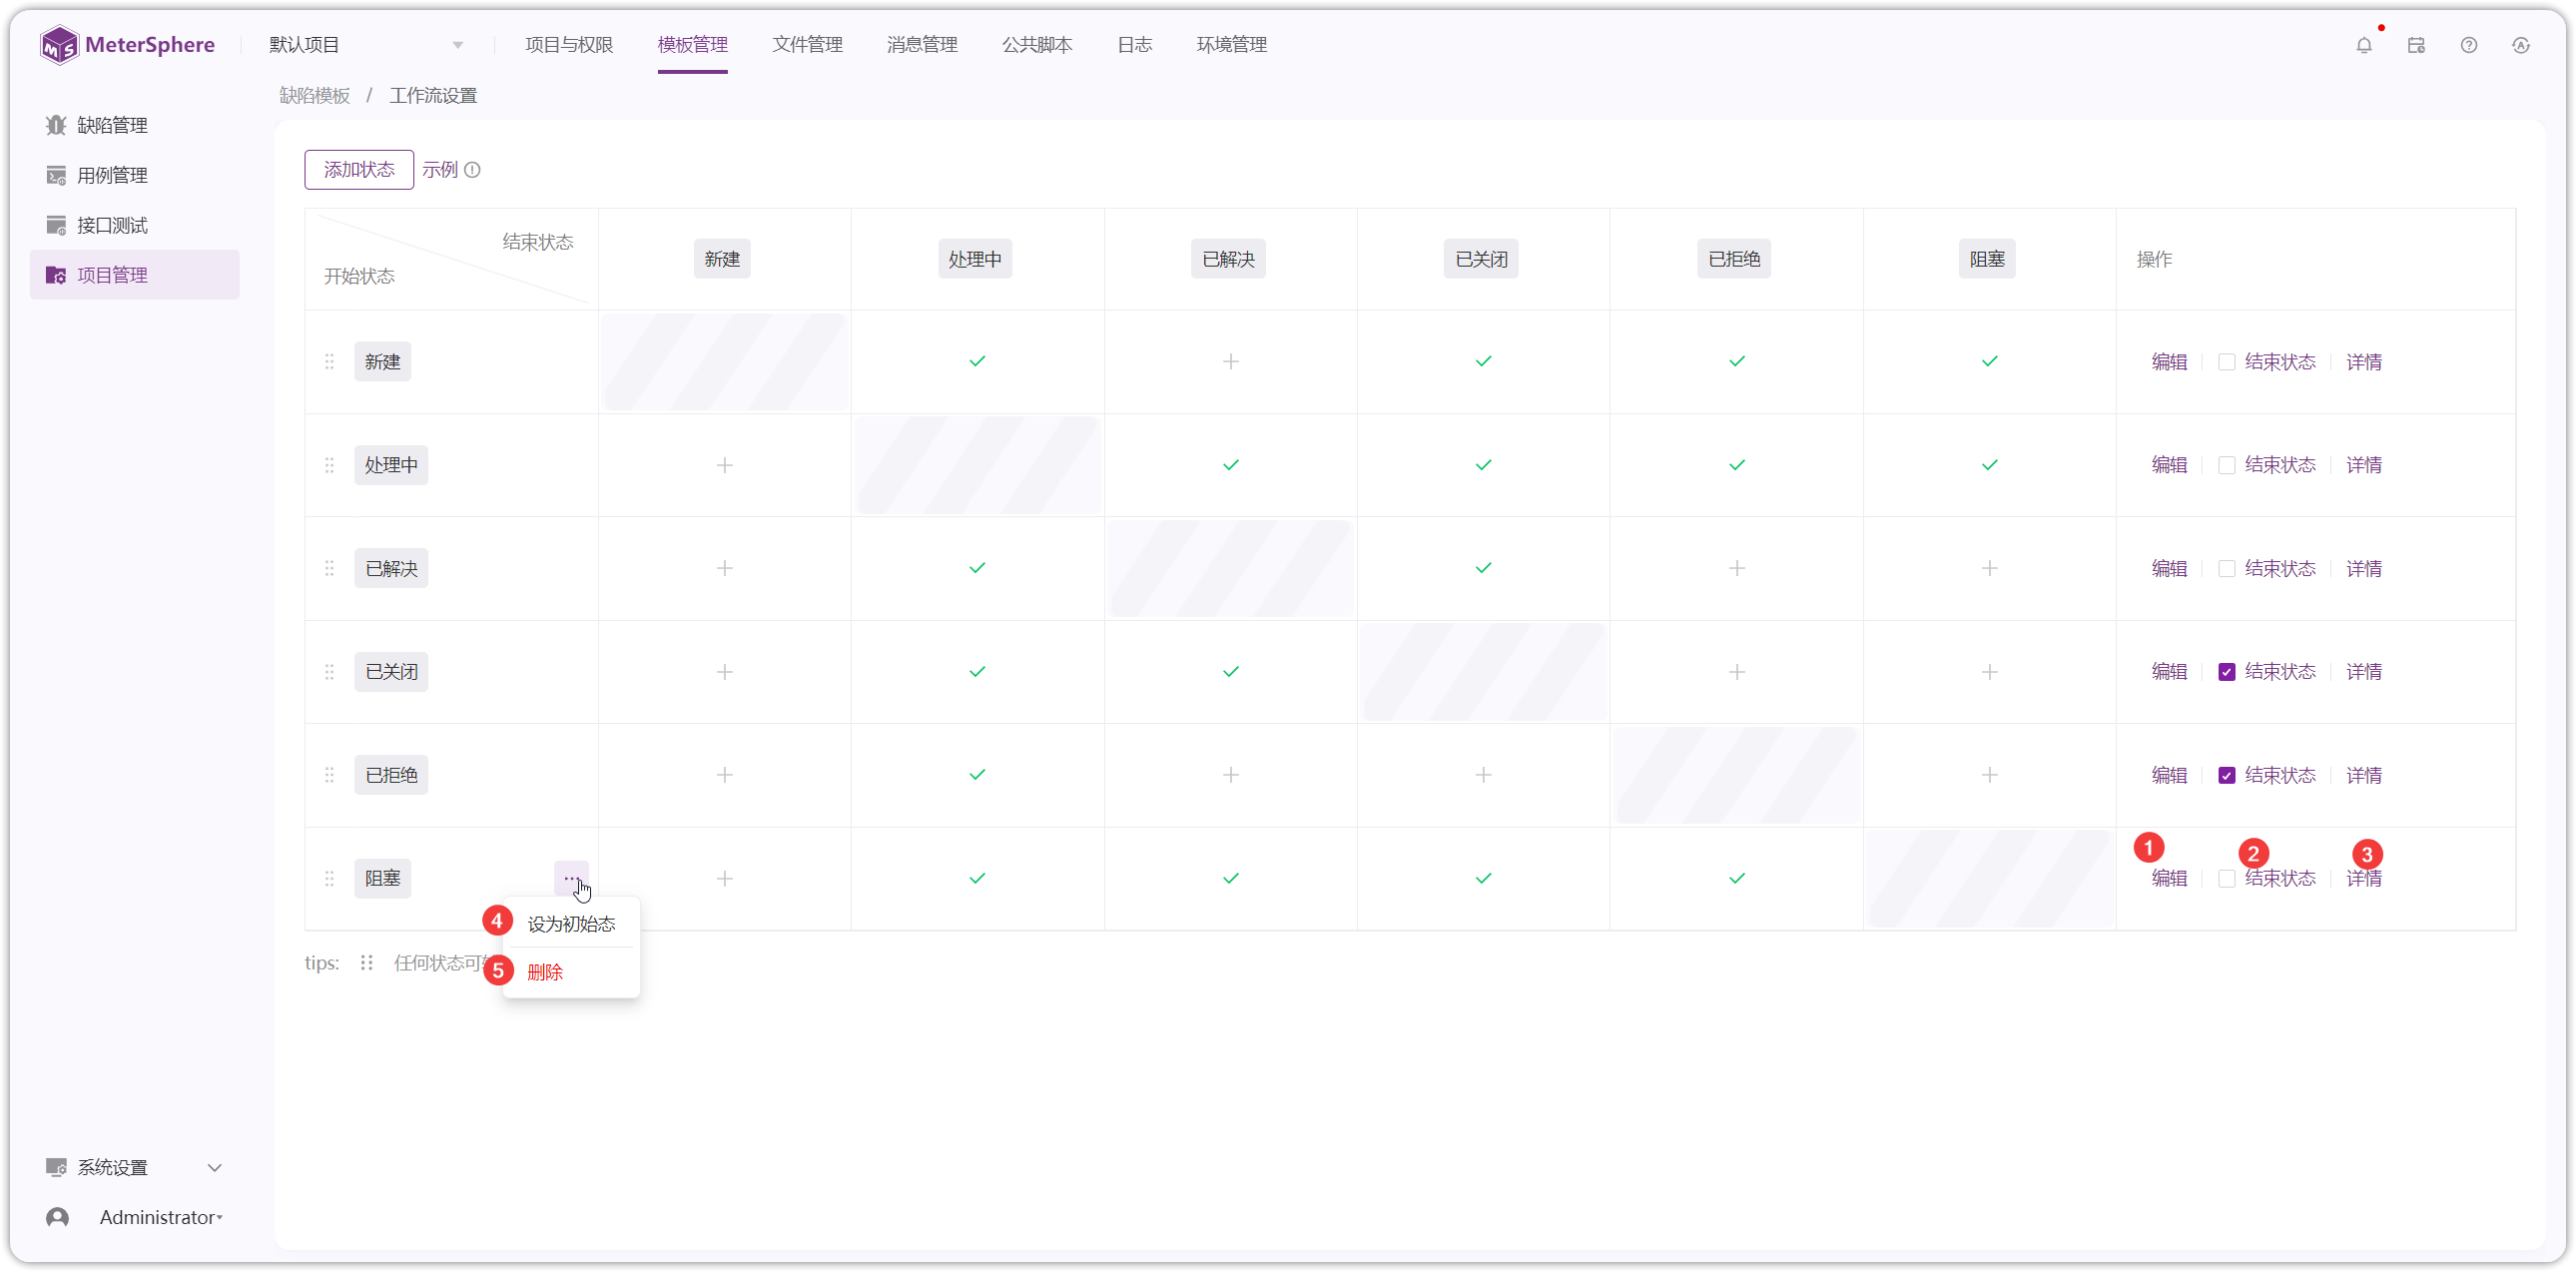 MeterSphere
默认项目
项目与权限
模板管理
文件管理
消息管理
公共脚本
日志
环境管理
缺陷管理
用例管理
接口测试
项目管理
缺陷模板 / 工作流设置
添加状态 示例
结束状态
开始状态
新建 处理中 已解决 已关闭 已拒绝 阻塞 操作
新建 编辑 结束状态 详情
处理中 编辑 结束状态 详情
已解决 编辑 结束状态 详情
已关闭 编辑 结束状态 详情
已拒绝 编辑 结束状态 详情
1 2 3
阻塞 ··· 编辑 结束状态 详情
4 设为初始态
5 删除
tips: 任何状态可
系统设置
Administrator